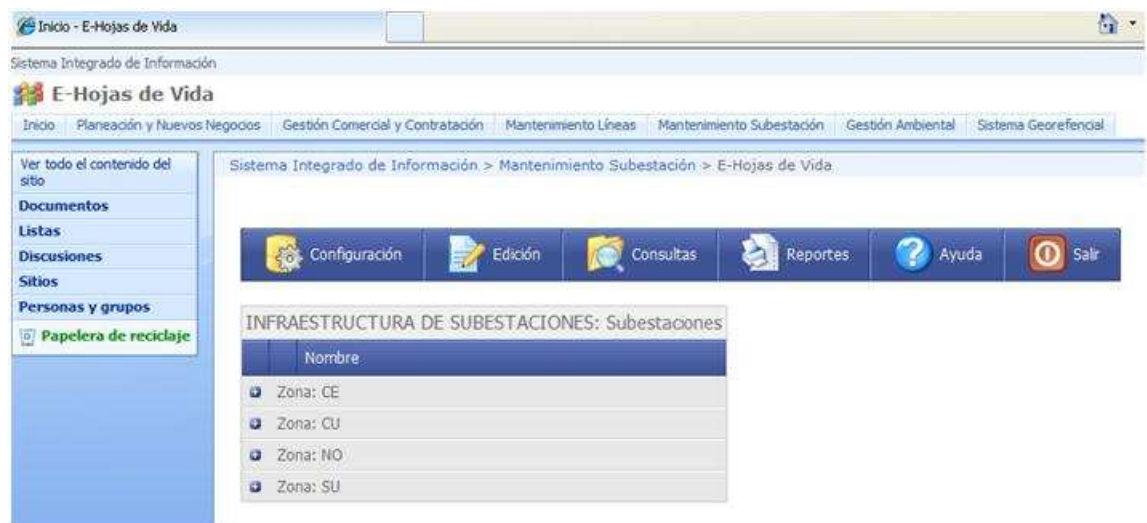 Inicio - E-Hojas de Vida
Sistema Integrado de Información
E-Hojas de Vida
Inicio Planeación y Nuevos Negocios Gestión Comercial y Contratación Mantenimiento Líneas Mantenimiento Subestación Gestión Ambiental Sistema Georefencial
Ver todo el contenido del
sitio
Documentos
Listas
Discusiones
Sitios
Personas y grupos
Papelera de reciclaje
Sistema Integrado de Información > Mantenimiento Subestación > E-Hojas de Vida
Configuración Edición Consultas Reportes Ayuda Salir
INFRAESTRUCTURA DE SUBESTACIONES: Subestaciones
Nombre
Zona: CE
Zona: CU
Zona: NO
Zona: SU